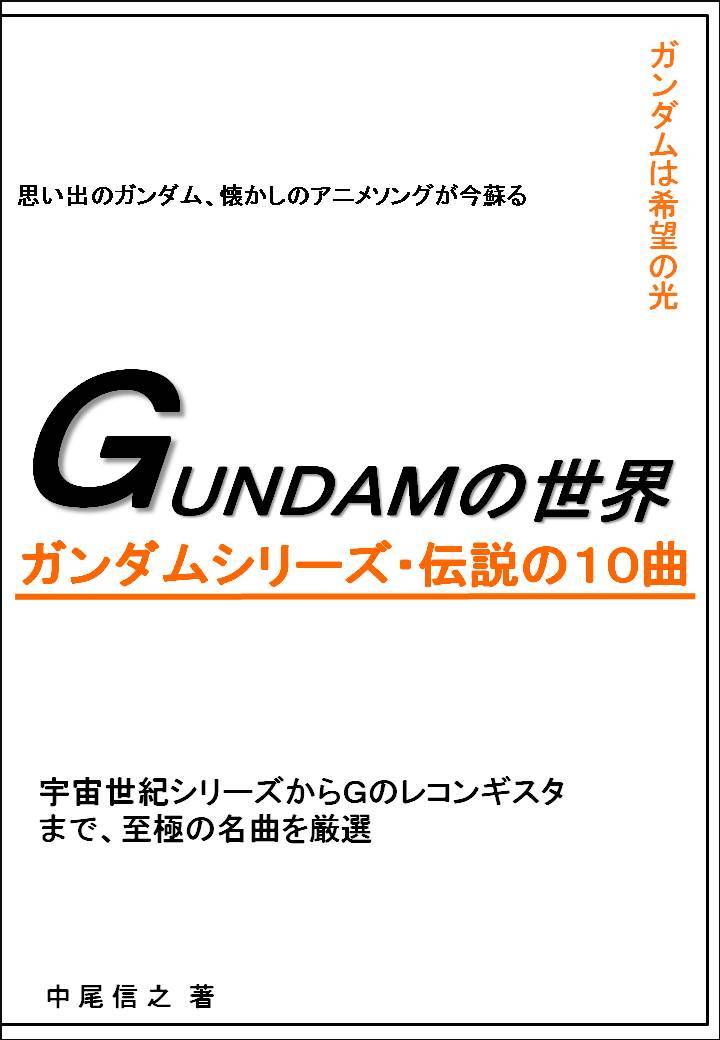 ガンダムは希望の光
思い出のガンダム、懐かしのアニメソングが今蘇る
GUNDAMの世界
ガンダムシリーズ・伝説の10曲
宇宙世紀シリーズからGのレコンギスタ
まで、至極の名曲を厳選
中尾信之 著